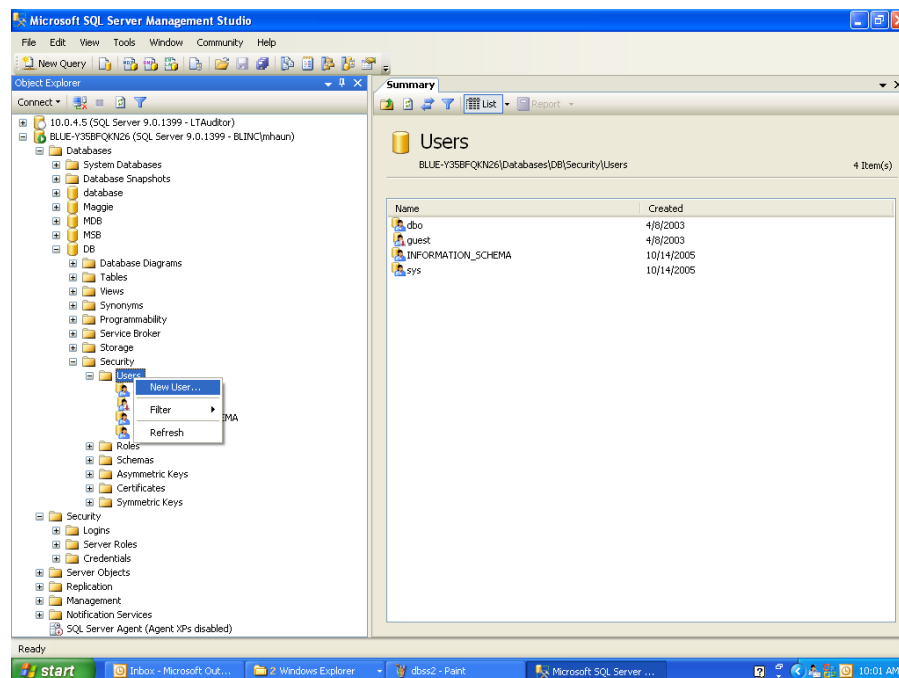 Microsoft SQL Server Management Studio
File Edit View Tools Window Community Help
New Query
Object Explorer
Connect
10.0.4.5 (SQL Server 9.0.1399 - LTAuditor)
BLUE-Y35BFQKN26 (SQL Server 9.0.1399 - BLINC\mhaun)
Databases
System Databases
Database Snapshots
database
Maggie
MDB
MSB
DB
Database Diagrams
Tables
Views
Synonyms
Programmability
Service Broker
Storage
Security
Users
New User...
Filter
EMA
Refresh
Roles
Schemas
Asymmetric Keys
Certificates
Symmetric Keys
Security
Logins
Server Roles
Credentials
Server Objects
Replication
Management
Notification Services
SQL Server Agent (Agent XPs disabled)
Summary
List Report
Users
BLUE-Y35BFQKN26\Databases\DB\Security\Users 4 Item(s)
Name Created
dbo 4/8/2003
guest 4/8/2003
INFORMATION_SCHEMA 10/14/2005
sys 10/14/2005
Ready
start Inbox - Microsoft Out... 2 Windows Explorer dbss2 - Paint Microsoft SQL Server ... 10:01 AM